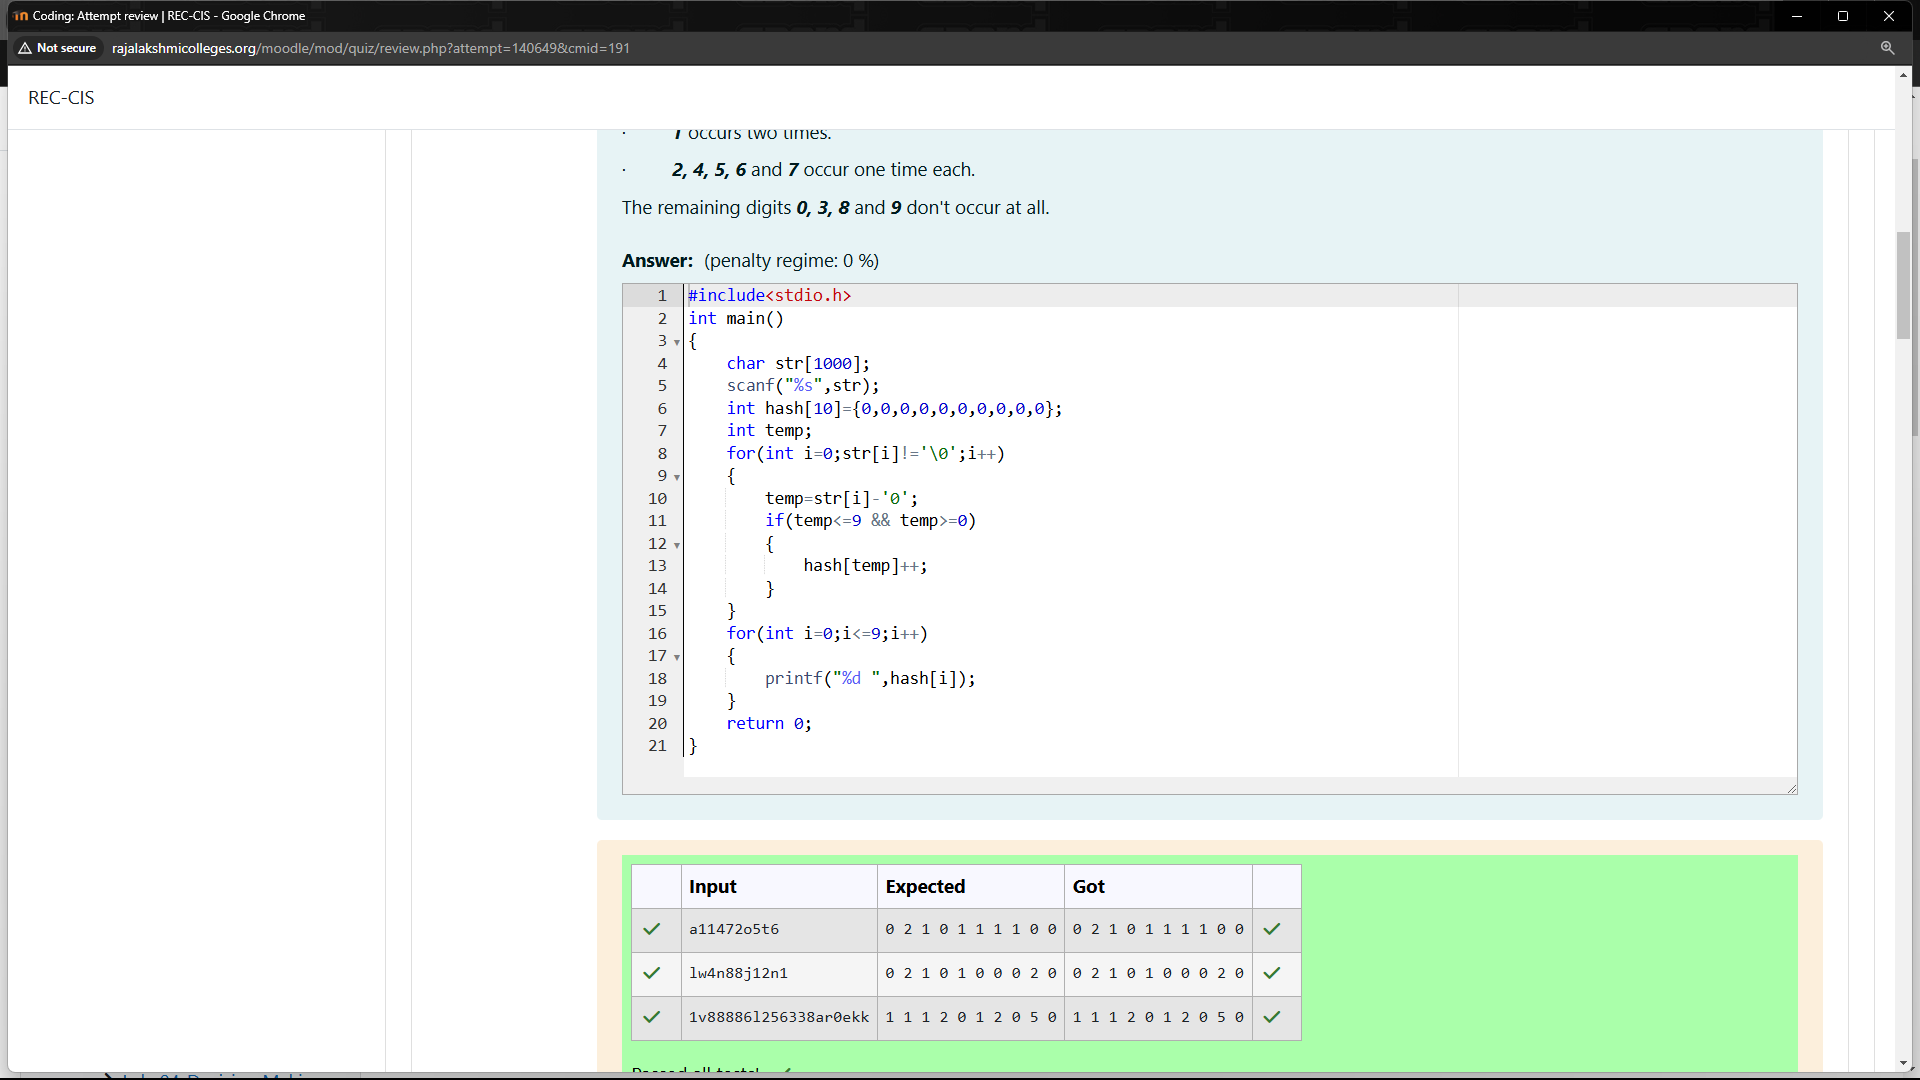 Coding: Attempt review | REC-CIS - Google Chrome
Not secure rajalakshmicolleges.org/moodle/mod/quiz/review.php?attempt=140649&cmid=191
REC-CIS
· 1 occurs two times.
· 2, 4, 5, 6 and 7 occur one time each.
The remaining digits 0, 3, 8 and 9 don't occur at all.
Answer: (penalty regime: 0 %)
1 #include<stdio.h>
2 int main()
3 {
4     char str[1000];
5     scanf("%s",str);
6     int hash[10]={0,0,0,0,0,0,0,0,0,0};
7     int temp;
8     for(int i=0;str[i]!='\0';i++)
9     {
10         temp=str[i]-'0';
11         if(temp<=9 && temp>=0)
12         {
13             hash[temp]++;
14         }
15     }
16     for(int i=0;i<=9;i++)
17     {
18         printf("%d ",hash[i]);
19     }
20     return 0;
21 }
Input Expected Got
a11472o5t6 0 2 1 0 1 1 1 1 0 0 0 2 1 0 1 1 1 1 0 0
lw4n88j12n1 0 2 1 0 1 0 0 0 2 0 0 2 1 0 1 0 0 0 2 0
1v88886l256338ar0ekk 1 1 1 2 0 1 2 0 5 0 1 1 1 2 0 1 2 0 5 0
Passed all tests!